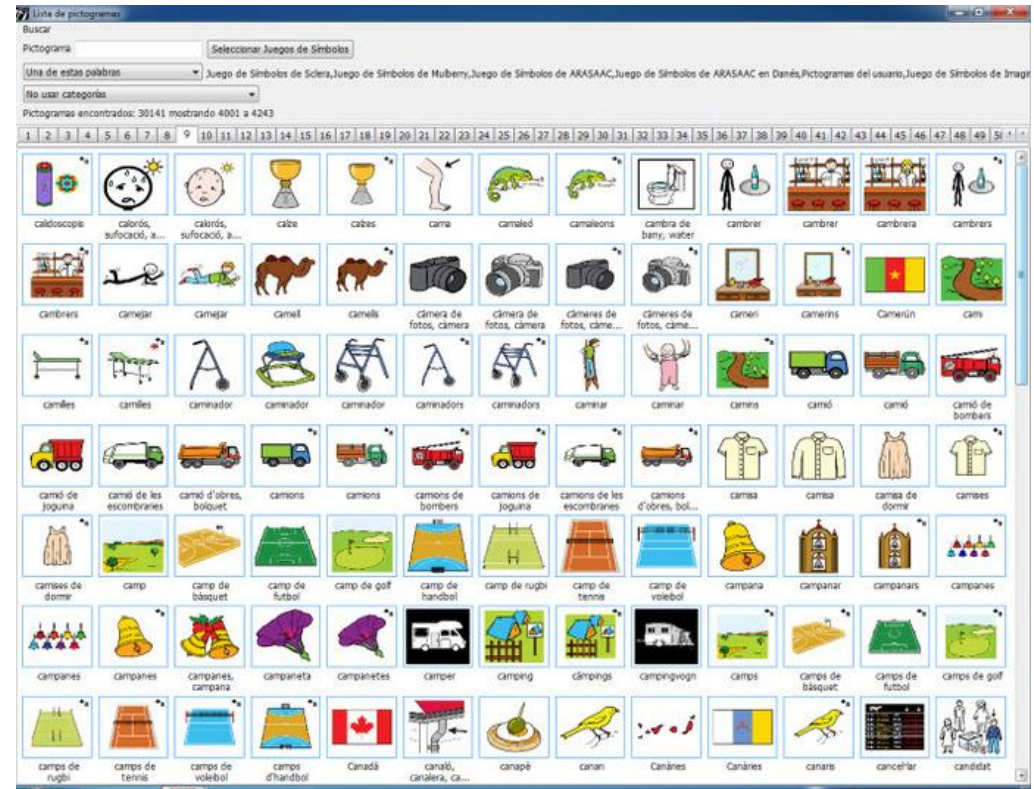 Lista de pictogramas
Buscar
Pictograma
Seleccionar Juegos de Símbolos
Una de estas palabras
Juego de Símbolos de Sclera,Juego de Símbolos de Mulberry,Juego de Símbolos de ARASAAC,Juego de Símbolos de ARASAAC en Danés,Pictogramas del usuario,Juego de Símbolos de Imagin
No usar categorías
Pictogramas encontrados: 30141 mostrando 4001 a 4243
1 2 3 4 5 6 7 8 9 10 11 12 13 14 15 16 17 18 19 20 21 22 23 24 25 26 27 28 29 30 31 32 33 34 35 36 37 38 39 40 41 42 43 44 45 46 47 48 49
calidoscopis calorós, calorós, calze calzes cama camaleó camaleons cambra de cambrer cambrer cambrera cambrers
sufocació, a... sufocació, a... bany, water
cambrers camejar camejar camell camells càmera de càmera de càmeres de càmeres de camerí camerins Camerún camí
fotos, càmera fotos, càmera fotos, càme... fotos, càme...
camilles camilles caminador caminador caminador caminadors caminadors caminar caminar camins camió camió camió de
bombers
camió de camió de les camió d'obres, camions camions camions de camions de camions de les camions camisa camisa camisa de camises
joguina escombraries bolquet bombers joguina escombraries d'obres, bol... dormir
camises de camp camp de camp de camp de golf camp de camp de rugbi camp de camp de campana campanar campanars campanes
dormir bàsquet futbol handbol tennis voleibol
campanes campanes campanes, campaneta campanetes camper càmping càmpings campingvogn camps camps de camps de camps de golf
campana bàsquet futbol
camps de camps de camps de camps Canadà canaló, canapè canari Canàries Canàries canaris cancel·lar candidat
rugbi tennis voleibol d'handbol canalera, ca...